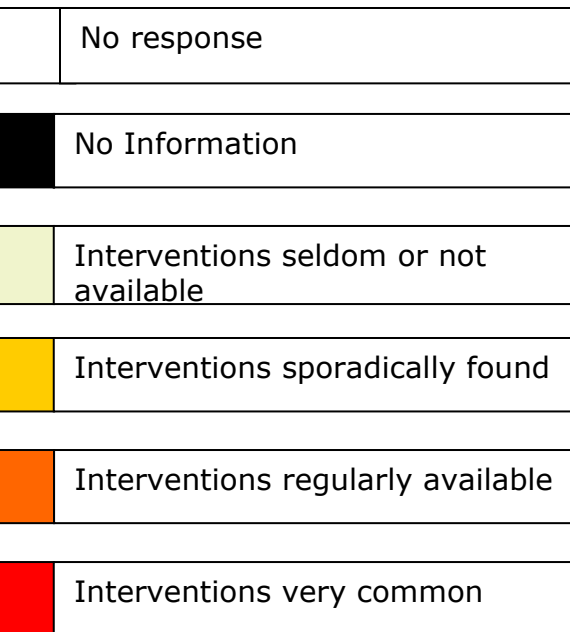 No response
No Information
Interventions seldom or not
available
Interventions sporadically found
Interventions regularly available
Interventions very common